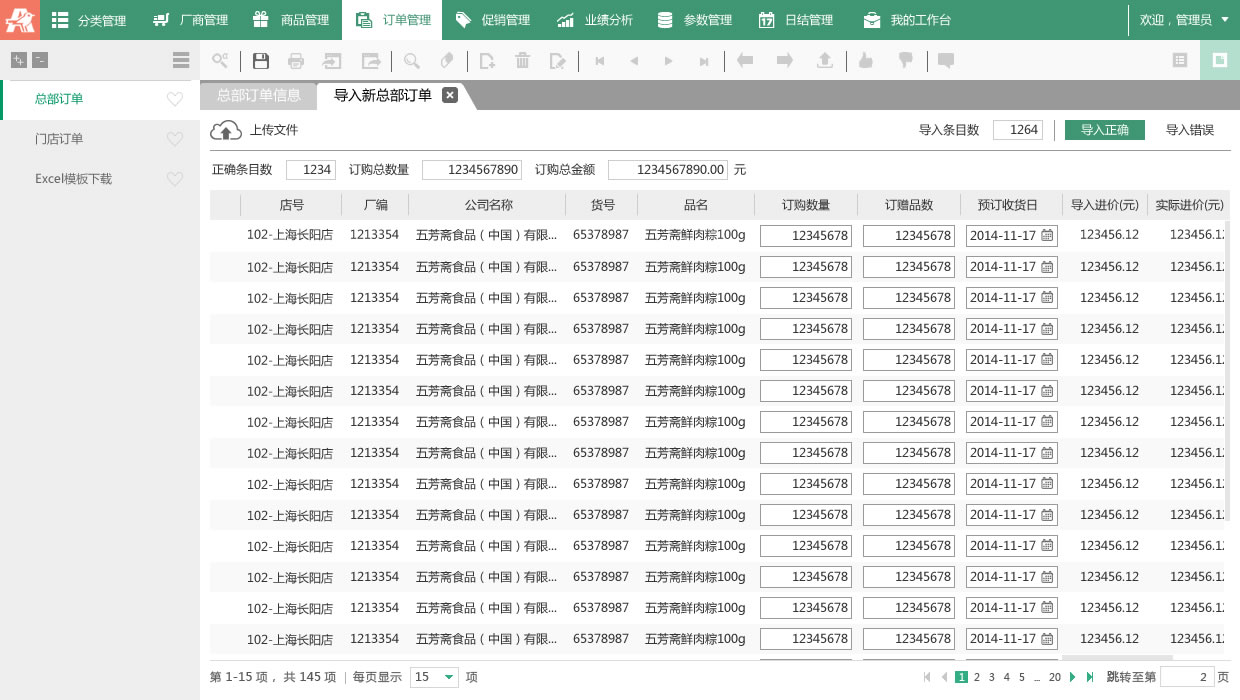 分类管理 厂商管理 商品管理 订单管理 促销管理 业绩分析 参数管理 日结管理 我的工作台 欢迎，管理员
总部订单
门店订单
Excel模板下载
总部订单信息 导入新总部订单
上传文件 导入条目数 1264 导入正确 导入错误
正确条目数 1234 订购总数量 1234567890 订购总金额 1234567890.00 元
店号 厂编 公司名称 货号 品名 订购数量 订赠品数 预订收货日 导入进价(元) 实际进价(元)
102-上海长阳店 1213354 五芳斋食品（中国）有限... 65378987 五芳斋鲜肉粽100g 12345678 12345678 2014-11-17 123456.12 123456.12
102-上海长阳店 1213354 五芳斋食品（中国）有限... 65378987 五芳斋鲜肉粽100g 12345678 12345678 2014-11-17 123456.12 123456.12
102-上海长阳店 1213354 五芳斋食品（中国）有限... 65378987 五芳斋鲜肉粽100g 12345678 12345678 2014-11-17 123456.12 123456.12
102-上海长阳店 1213354 五芳斋食品（中国）有限... 65378987 五芳斋鲜肉粽100g 12345678 12345678 2014-11-17 123456.12 123456.12
102-上海长阳店 1213354 五芳斋食品（中国）有限... 65378987 五芳斋鲜肉粽100g 12345678 12345678 2014-11-17 123456.12 123456.12
102-上海长阳店 1213354 五芳斋食品（中国）有限... 65378987 五芳斋鲜肉粽100g 12345678 12345678 2014-11-17 123456.12 123456.12
102-上海长阳店 1213354 五芳斋食品（中国）有限... 65378987 五芳斋鲜肉粽100g 12345678 12345678 2014-11-17 123456.12 123456.12
102-上海长阳店 1213354 五芳斋食品（中国）有限... 65378987 五芳斋鲜肉粽100g 12345678 12345678 2014-11-17 123456.12 123456.12
102-上海长阳店 1213354 五芳斋食品（中国）有限... 65378987 五芳斋鲜肉粽100g 12345678 12345678 2014-11-17 123456.12 123456.12
102-上海长阳店 1213354 五芳斋食品（中国）有限... 65378987 五芳斋鲜肉粽100g 12345678 12345678 2014-11-17 123456.12 123456.12
102-上海长阳店 1213354 五芳斋食品（中国）有限... 65378987 五芳斋鲜肉粽100g 12345678 12345678 2014-11-17 123456.12 123456.12
102-上海长阳店 1213354 五芳斋食品（中国）有限... 65378987 五芳斋鲜肉粽100g 12345678 12345678 2014-11-17 123456.12 123456.12
102-上海长阳店 1213354 五芳斋食品（中国）有限... 65378987 五芳斋鲜肉粽100g 12345678 12345678 2014-11-17 123456.12 123456.12
102-上海长阳店 1213354 五芳斋食品（中国）有限... 65378987 五芳斋鲜肉粽100g 12345678 12345678 2014-11-17 123456.12 123456.12
第 1-15 项，共 145 项 | 每页显示 15 项 1 2 3 4 5 ... 20 跳转至第 2 页